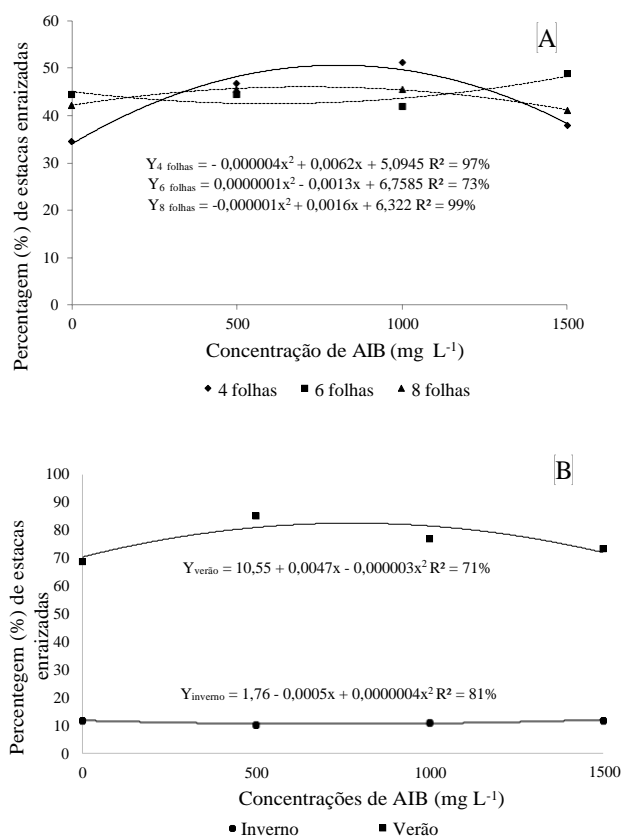 [A]
60
50
40
30
20
10
0
Percentagem (%) de estacas enraizadas
Y4 folhas = - 0,000004x² + 0,0062x + 5,0945 R² = 97%
Y6 folhas = 0,0000001x² - 0,0013x + 6,7585 R² = 73%
Y8 folhas = -0,000001x² + 0,0016x + 6,322 R² = 99%
0 500 1000 1500
Concentração de AIB (mg L-1)
4 folhas 6 folhas 8 folhas
[B]
100
90
80
70
60
50
40
30
20
10
0
Percentegem (%) de estacas
enraizadas
Yverão = 10,55 + 0,0047x - 0,000003x² R² = 71%
Yinverno = 1,76 - 0,0005x + 0,0000004x² R² = 81%
0 500 1000 1500
Concentrações de AIB (mg L-1)
Inverno Verão